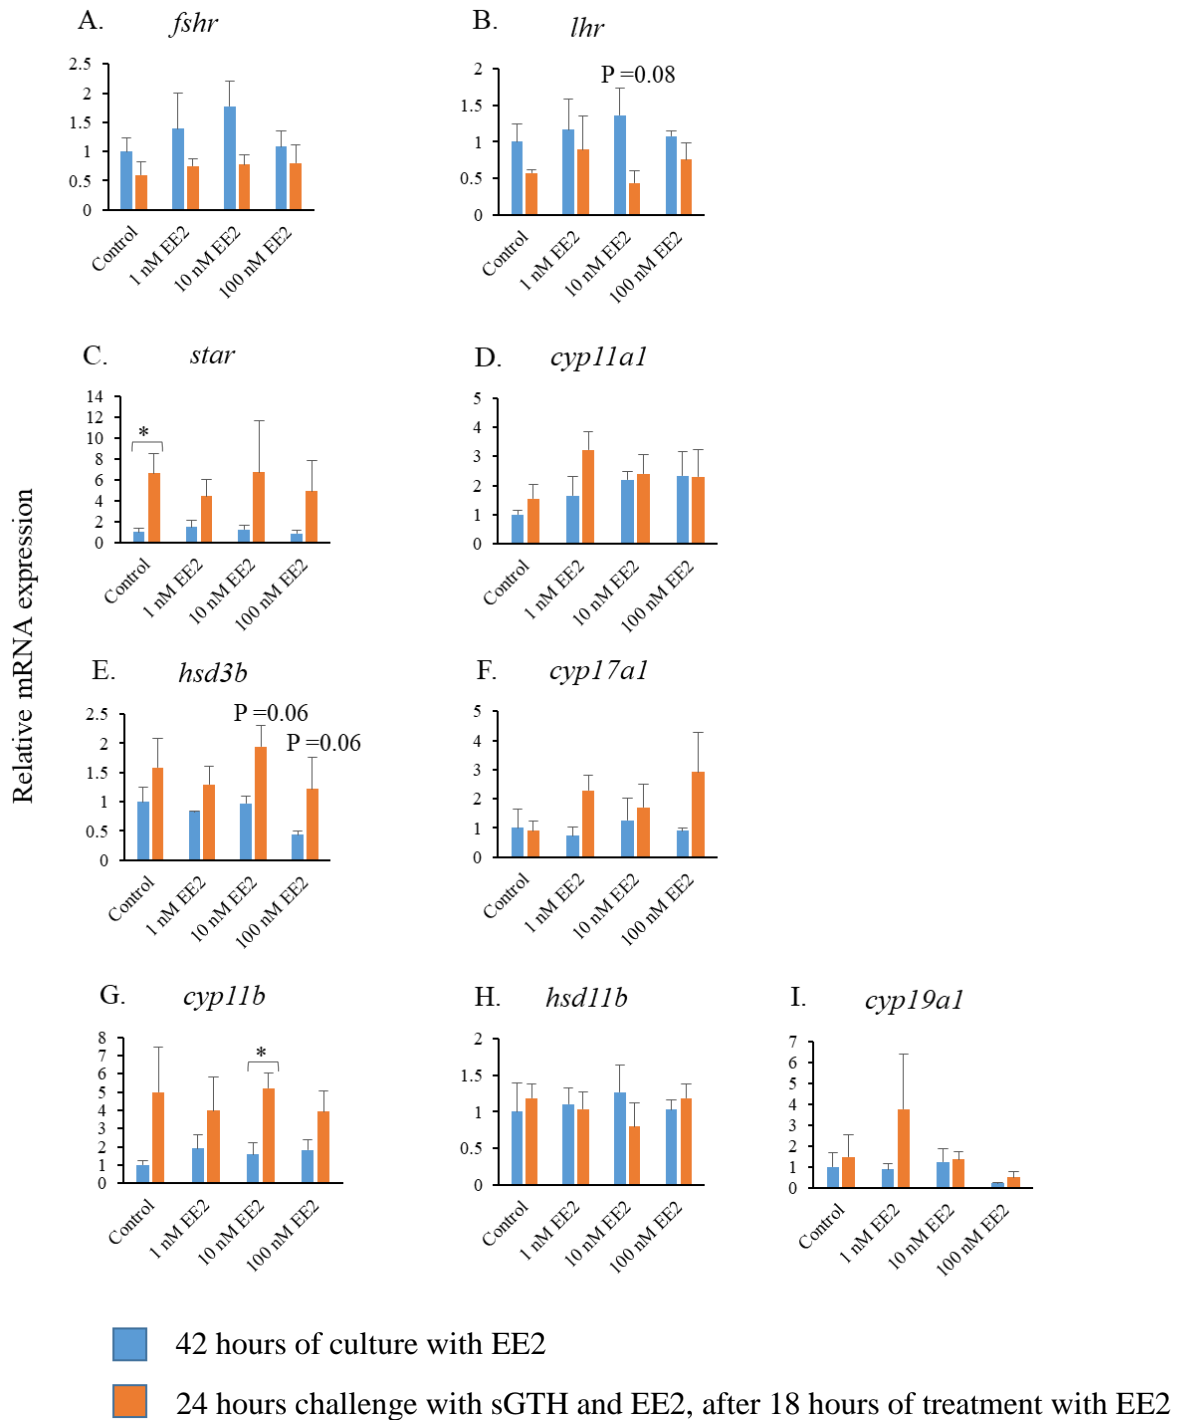 A. fshr
2.5
2
1.5
1
0.5
0
Control
1 nM EE2
10 nM EE2
100 nM EE2
B. lhr
P =0.08
2
1.5
1
0.5
0
Control
1 nM EE2
10 nM EE2
100 nM EE2
Relative mRNA expression
C. star
14
12
10
8
6
4
2
0
*
Control
1 nM EE2
10 nM EE2
100 nM EE2
D. cyp11a1
5
4
3
2
1
0
Control
1 nM EE2
10 nM EE2
100 nM EE2
E. hsd3b
P =0.06
P =0.06
2.5
2
1.5
1
0.5
0
Control
1 nM EE2
10 nM EE2
100 nM EE2
F. cyp17a1
5
4
3
2
1
0
Control
1 nM EE2
10 nM EE2
100 nM EE2
G. cyp11b
8
7
6
5
4
3
2
1
0
*
Control
1 nM EE2
10 nM EE2
100 nM EE2
H. hsd11b
2
1.5
1
0.5
0
Control
1 nM EE2
10 nM EE2
100 nM EE2
I. cyp19a1
7
6
5
4
3
2
1
0
Control
1 nM EE2
10 nM EE2
100 nM EE2
42 hours of culture with EE2
24 hours challenge with sGTH and EE2, after 18 hours of treatment with EE2